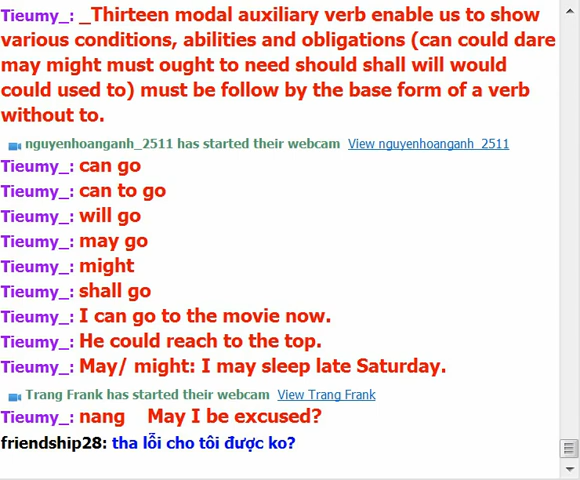 Tieumy_: _Thirteen modal auxiliary verb enable us to show
various conditions, abilities and obligations (can could dare
may might must ought to need should shall will would
could used to) must be follow by the base form of a verb
without to.
nguyenhoanganh_2511 has started their webcam View nguyenhoanganh_2511
Tieumy_: can go
Tieumy_: can to go
Tieumy_: will go
Tieumy_: may go
Tieumy_: might
Tieumy_: shall go
Tieumy_: I can go to the movie now.
Tieumy_: He could reach to the top.
Tieumy_: May/ might: I may sleep late Saturday.
Trang Frank has started their webcam View Trang Frank
Tieumy_: nang May I be excused?
friendship28: tha lỗi cho tôi được ko?